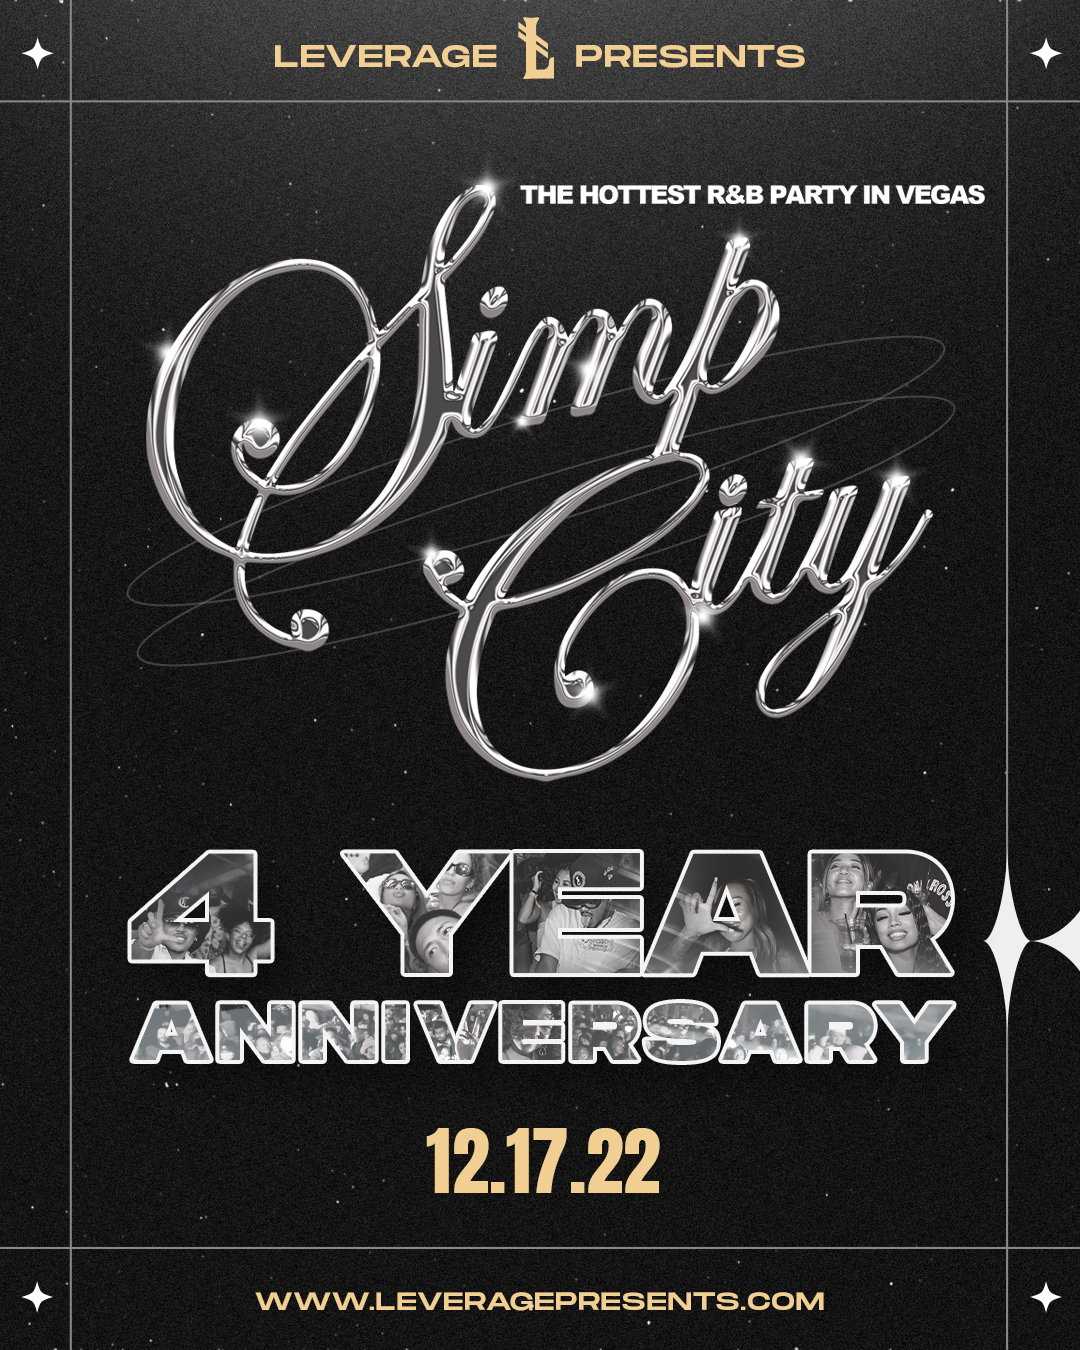 LEVERAGE L PRESENTS
THE HOTTEST R&B PARTY IN VEGAS
Simp
City
4 YEAR
ANNIVERSARY
12.17.22
WWW.LEVERAGEPRESENTS.COM